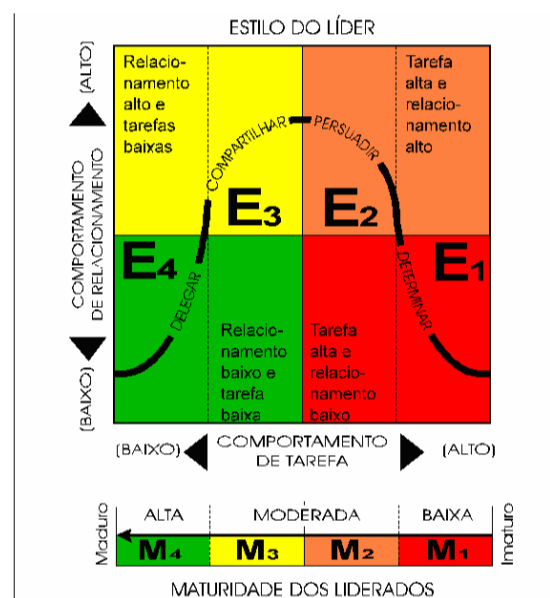 ESTILO DO LÍDER
(ALTO)
COMPORTAMENTO
DE RELACIONAMENTO
(BAIXO)
Relacio-
namento
alto e
tarefas
baixas
Tarefa
alta e
relacio-
namento
alto
COMPARTILHAR
PERSUADIR
E3
E2
E4
E1
DELEGAR
DETERMINAR
Relacio-
namento
baixo e
tarefa
baixa
Tarefa
alta e
relacio-
namento
baixo
(BAIXO)
COMPORTAMENTO
DE TAREFA
(ALTO)
Maduro
ALTA
MODERADA
BAIXA
Imaturo
M4
M3
M2
M1
MATURIDADE DOS LIDERADOS